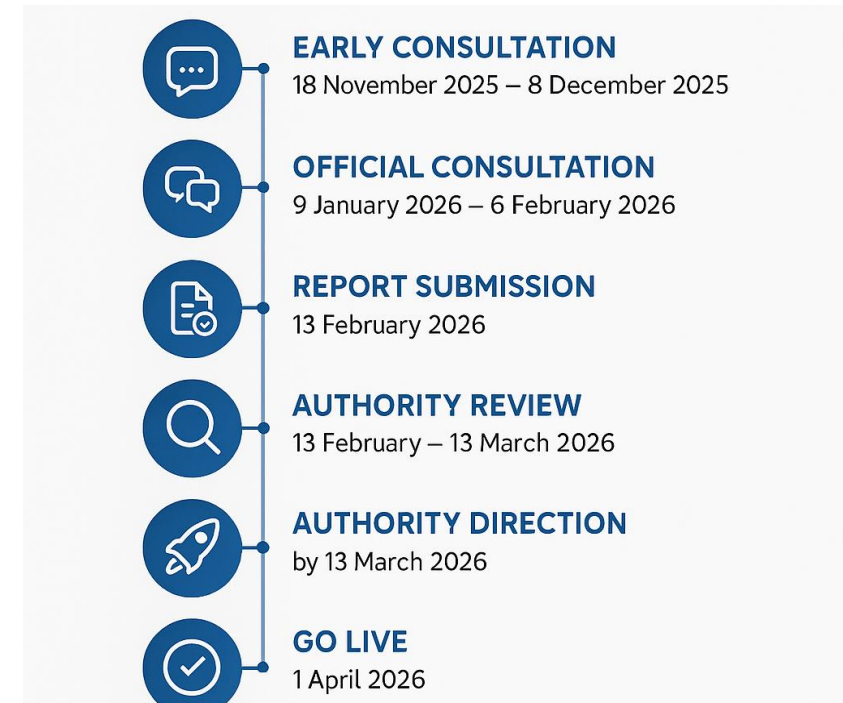 EARLY CONSULTATION
18 November 2025 – 8 December 2025
OFFICIAL CONSULTATION
9 January 2026 – 6 February 2026
REPORT SUBMISSION
13 February 2026
AUTHORITY REVIEW
13 February – 13 March 2026
AUTHORITY DIRECTION
by 13 March 2026
GO LIVE
1 April 2026